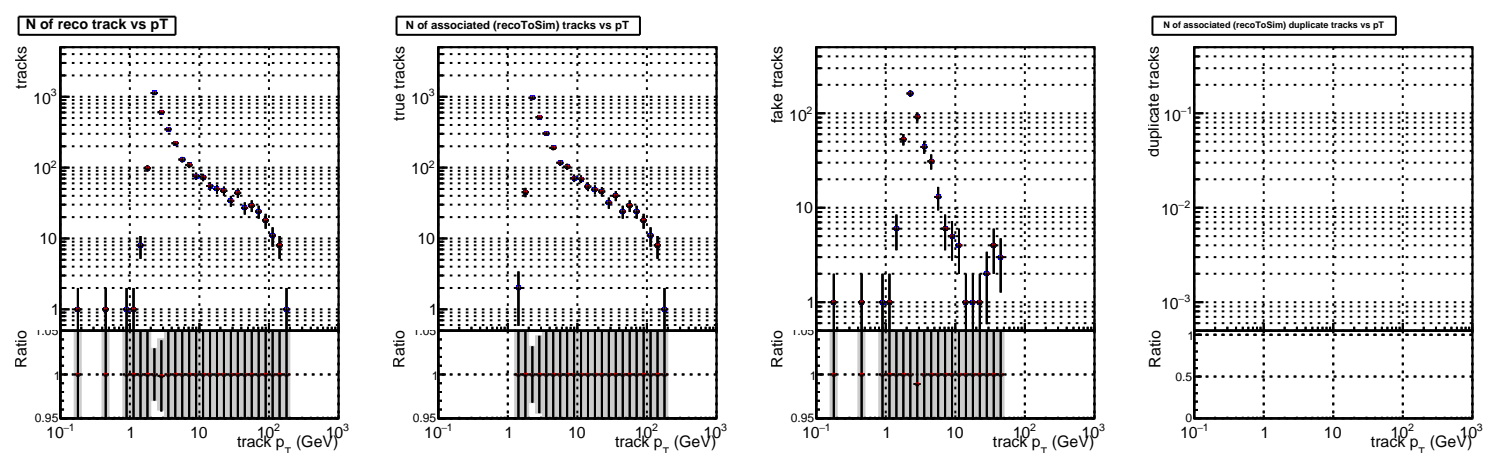 N of reco track vs pT
tracks
10³
10²
10
1
Ratio
1.05
1
0.95
10⁻¹ 1 10 10² 10³
track p_T (GeV)
N of associated (recoToSim) tracks vs pT
true tracks
10³
10²
10
1
Ratio
1.05
1
0.95
10⁻¹ 1 10 10² 10³
track p_T (GeV)
fake tracks
10²
10
1
Ratio
1.05
1
0.95
10⁻¹ 1 10 10² 10³
track p_T (GeV)
N of associated (recoToSim) duplicate tracks vs pT
duplicate tracks
10⁻¹
10⁻²
10⁻³
Ratio
1
0.5
0
10⁻¹ 1 10 10² 10³
track p_T (GeV)